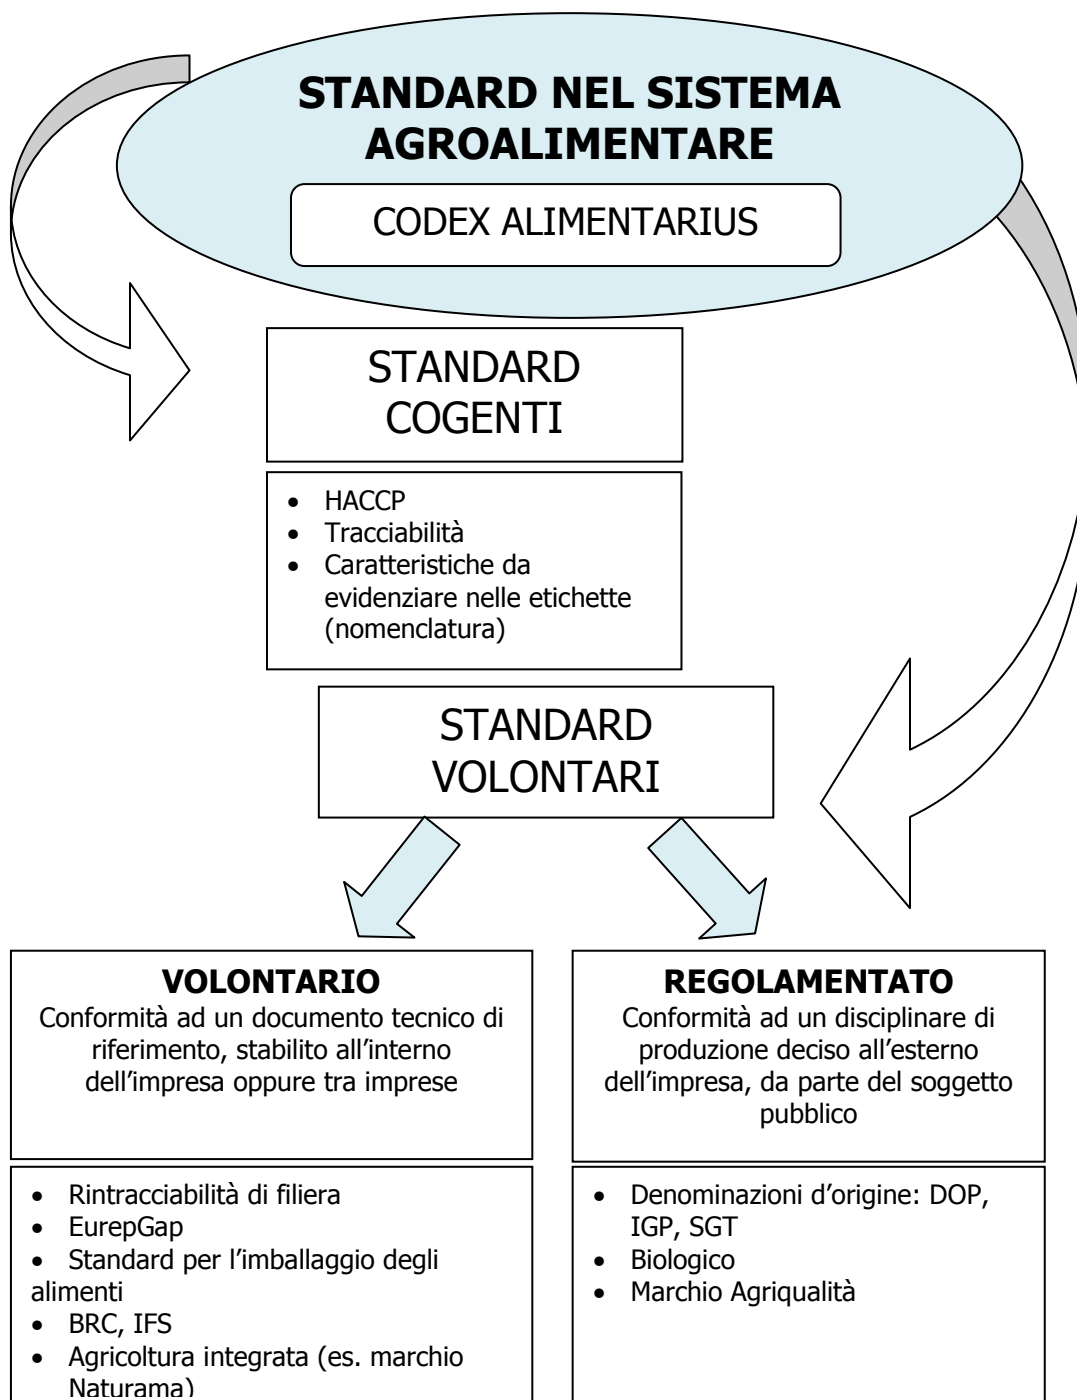 STANDARD NEL SISTEMA
AGROALIMENTARE
CODEX ALIMENTARIUS
STANDARD
COGENTI
• HACCP
• Tracciabilità
• Caratteristiche da
evidenziare nelle etichette
(nomenclatura)
STANDARD
VOLONTARI
VOLONTARIO
Conformità ad un documento tecnico di
riferimento, stabilito all’interno
dell’impresa oppure tra imprese
REGOLAMENTATO
Conformità ad un disciplinare di
produzione deciso all’esterno
dell’impresa, da parte del soggetto
pubblico
• Rintracciabilità di filiera
• EurepGap
• Standard per l’imballaggio degli
alimenti
• BRC, IFS
• Agricoltura integrata (es. marchio
Naturama)
• Denominazioni d’origine: DOP,
IGP, SGT
• Biologico
• Marchio Agriqualità